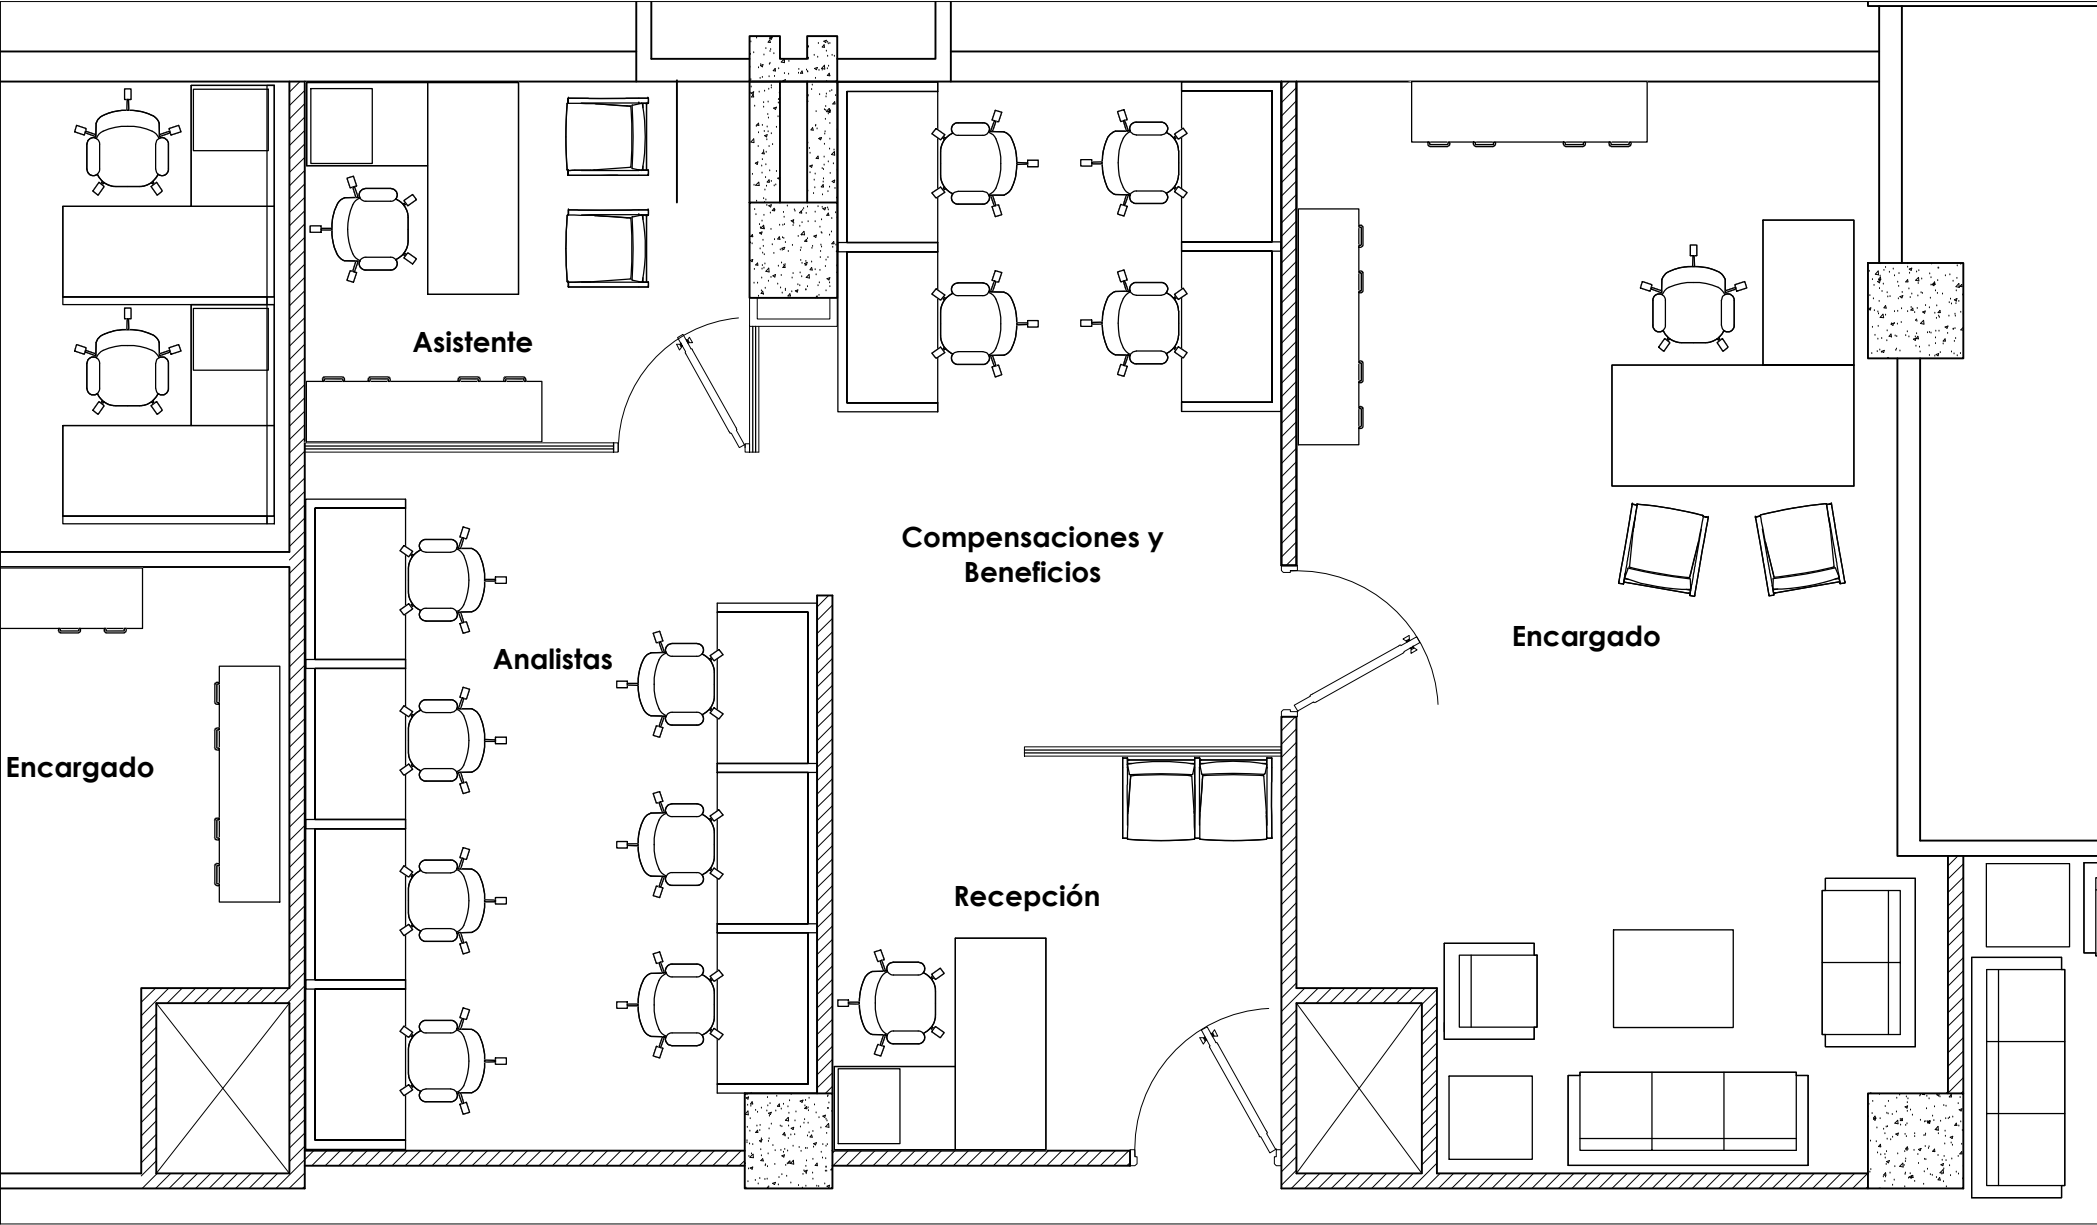 Asistente
Compensaciones y
Beneficios
Encargado
Analistas
Encargado
Recepción